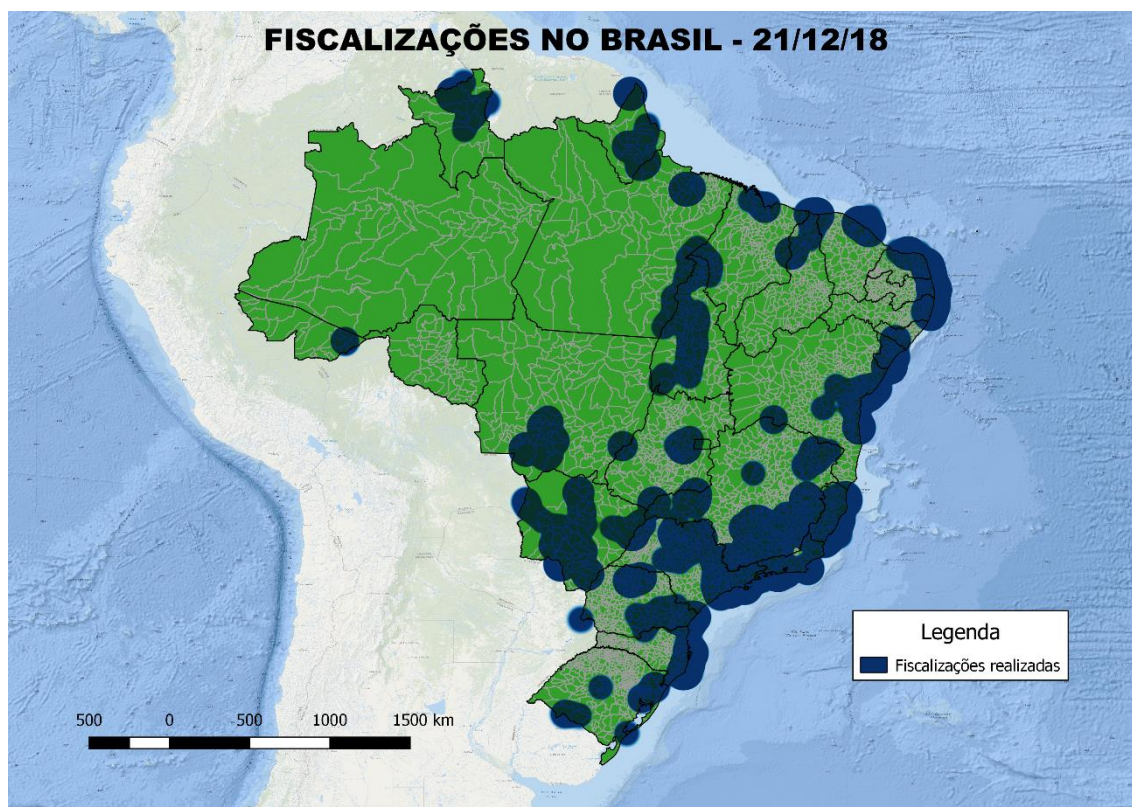 FISCALIZAÇÕES NO BRASIL - 21/12/18
Legenda
Fiscalizações realizadas
500 0 500 1000 1500 km